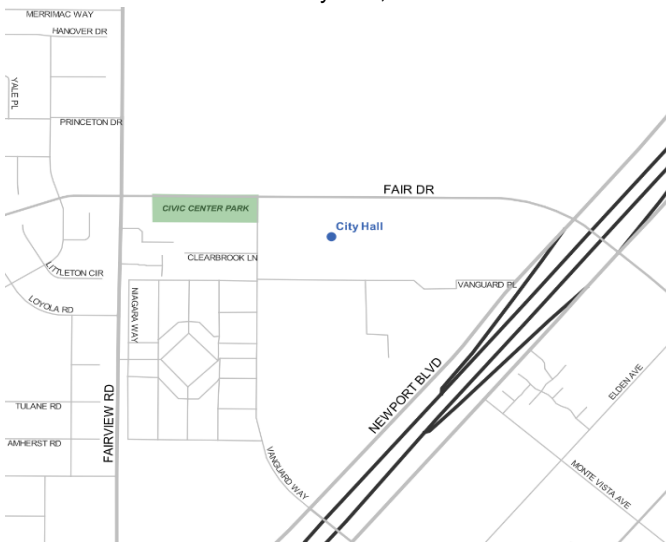 MERRIMAC WAY
HANOVER DR
YALE PL
PRINCETON DR
FAIR DR
CIVIC CENTER PARK
City Hall
CLEARBROOK LN
LITTLETON CIR
VANGUARD PL
LOYOLA RD
NIAGARA WAY
NEWPORT BLVD
ELDEN AVE
FAIRVIEW RD
TULANE RD
AMHERST RD
VANGUARD WAY
MONTE VISTA AVE